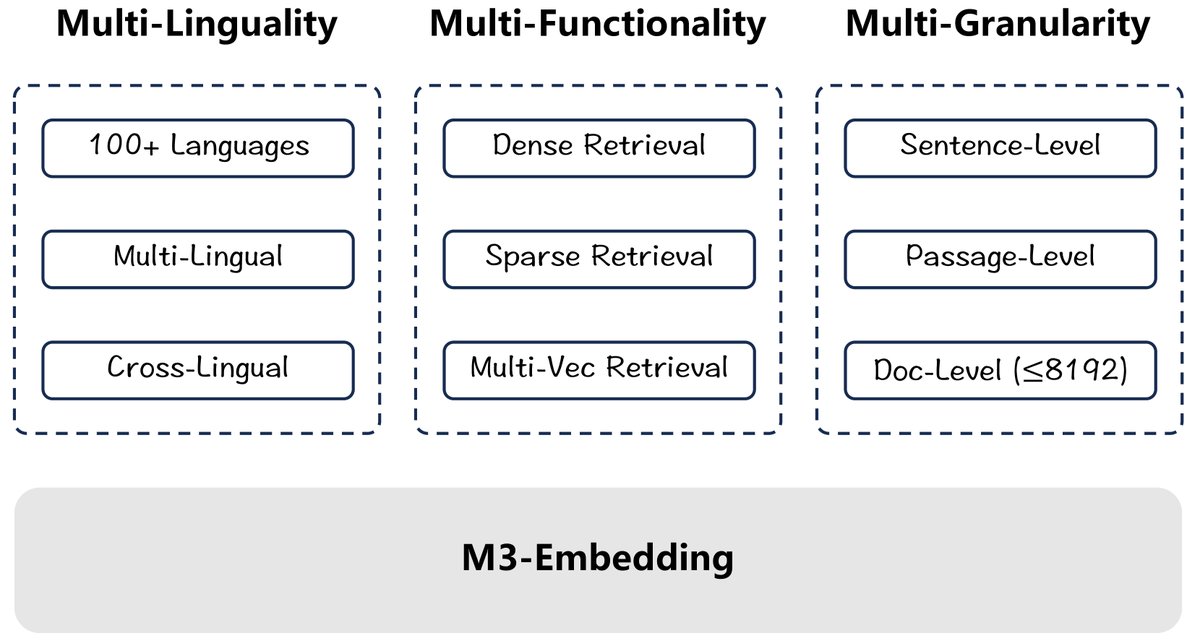 Multi-Linguality
100+ Languages
Multi-Lingual
Cross-Lingual
Multi-Functionality
Dense Retrieval
Sparse Retrieval
Multi-Vec Retrieval
Multi-Granularity
Sentence-Level
Passage-Level
Doc-Level (≤8192)
M3-Embedding